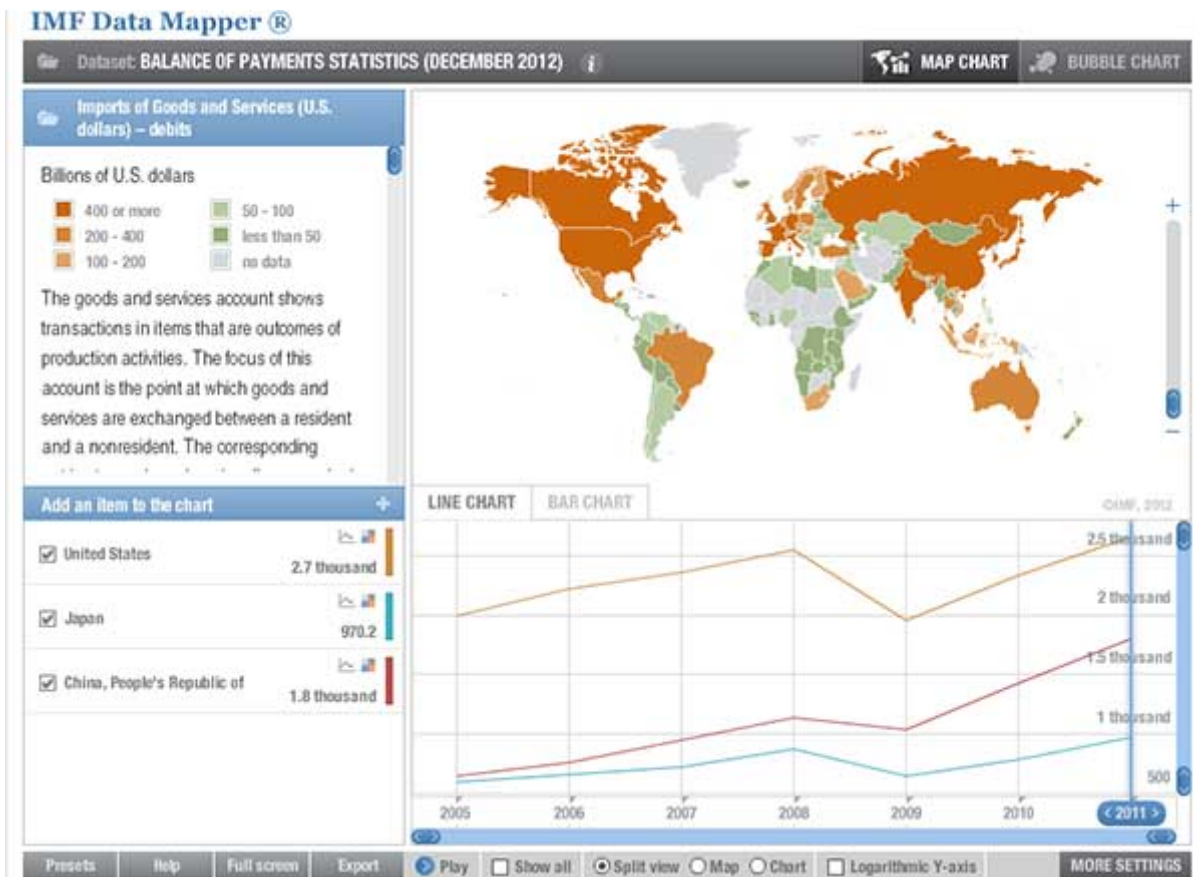 IMF Data Mapper ®
Dataset: BALANCE OF PAYMENTS STATISTICS (DECEMBER 2012) i
MAP CHART
BUBBLE CHART
Imports of Goods and Services (U.S.
dollars) – debits
Billions of U.S. dollars
400 or more
50 - 100
200 - 400
less than 50
100 - 200
no data
The goods and services account shows
transactions in items that are outcomes of
production activities. The focus of this
account is the point at which goods and
services are exchanged between a resident
and a nonresident. The corresponding
Add an item to the chart +
United States
2.7 thousand
Japan
970.2
China, People's Republic of
1.8 thousand
+
−
LINE CHART
BAR CHART
©IMF, 2012
2.5 thousand
2 thousand
1.5 thousand
1 thousand
500
2005
2006
2007
2008
2009
2010
< 2011 >
Presets
Help
Full screen
Export
Play
Show all
Split view
Map
Chart
Logarithmic Y-axis
MORE SETTINGS